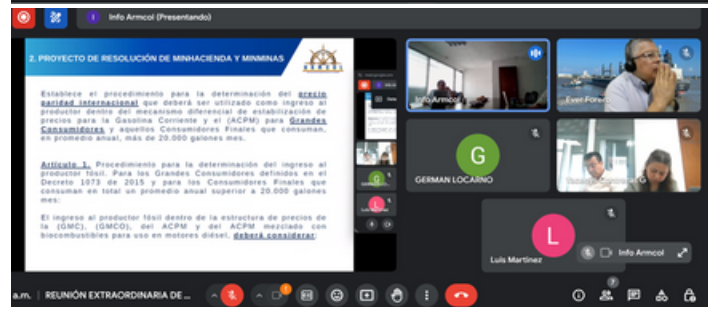 Info Armcol (Presentando)
2. PROYECTO DE RESOLUCIÓN DE MINHACIENDA Y MINMINAS
ARMCOL
Establece el procedimiento para la determinación del precio
paridad internacional que deberá ser utilizado como ingreso al
productor dentro del mecanismo diferencial de estabilización de
precios para la Gasolina Corriente y el (ACPM) para Grandes
Consumidores y aquellos Consumidores Finales que consuman,
en promedio anual, más de 20.000 galones mes.
Artículo 1. Procedimiento para la determinación del ingreso al
productor fósil. Para los Grandes Consumidores definidos en el
Decreto 1073 de 2015 y para los Consumidores Finales que
consuman en total un promedio anual superior a 20.000 galones
mes:
El ingreso al productor fósil dentro de la estructura de precios de
la (GMC), (GMCO), del ACPM y del ACPM mezclado con
biocombustibles para uso en motores diésel, deberá considerar:
Info Armcol
Ever Forero
G
GERMAN LOCARNO
L
Luis Martinez
Info Armcol
a.m. | REUNIÓN EXTRAORDINARIA DE ...